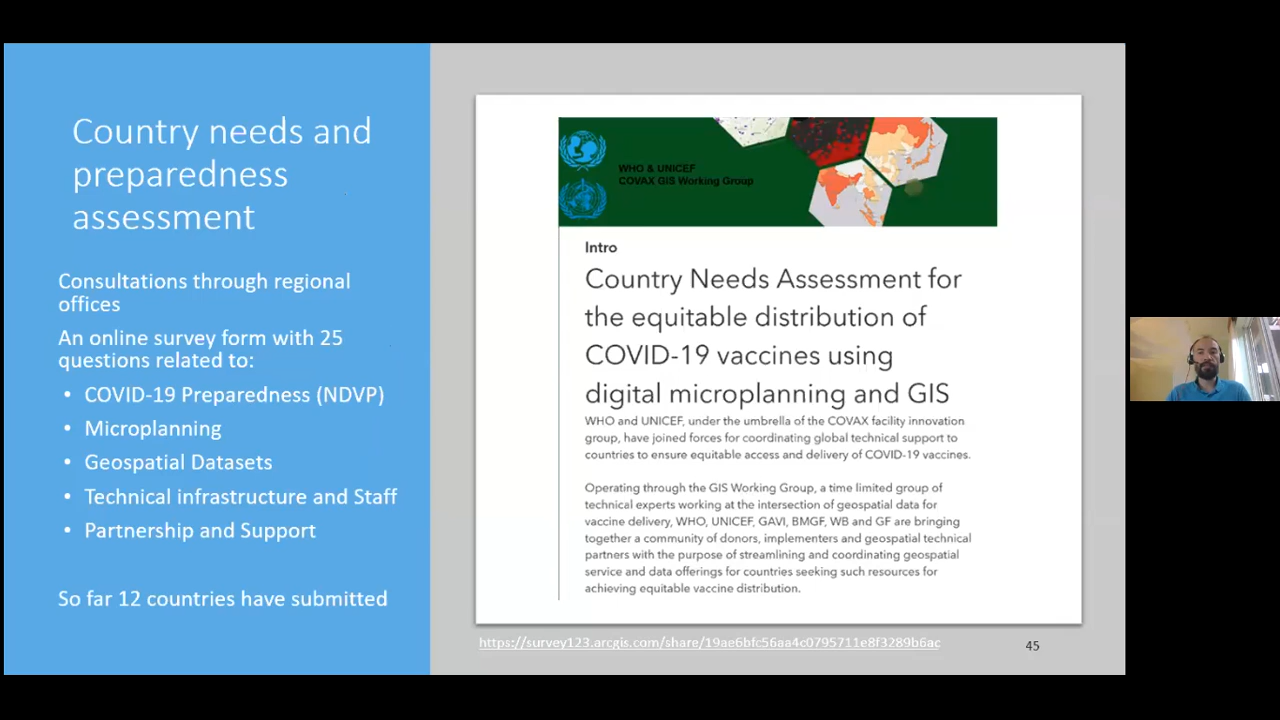 Country needs and
preparedness
assessment
Consultations through regional
offices
An online survey form with 25
questions related to:
• COVID-19 Preparedness (NDVP)
• Microplanning
• Geospatial Datasets
• Technical infrastructure and Staff
• Partnership and Support
So far 12 countries have submitted
WHO & UNICEF
COVAX GIS Working Group
Intro
Country Needs Assessment for
the equitable distribution of
COVID-19 vaccines using
digital microplanning and GIS
WHO and UNICEF, under the umbrella of the COVAX facility innovation
group, have joined forces for coordinating global technical support to
countries to ensure equitable access and delivery of COVID-19 vaccines.
Operating through the GIS Working Group, a time limited group of
technical experts working at the intersection of geospatial data for
vaccine delivery, WHO, UNICEF, GAVI, BMGF, WB and GF are bringing
together a community of donors, implementers and geospatial technical
partners with the purpose of streamlining and coordinating geospatial
service and data offerings for countries seeking such resources for
achieving equitable vaccine distribution.
https://survey123.arcgis.com/share/19ae6bfc56aa4c0795711e8f3289b6ac
45